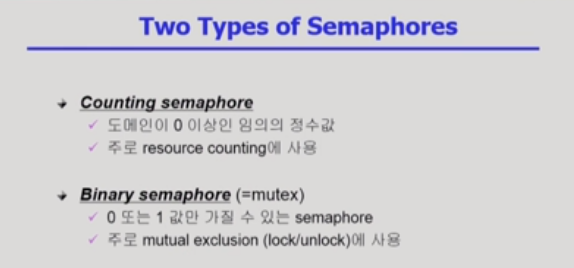 Two Types of Semaphores
Counting semaphore
도메인이 0 이상인 임의의 정수값
주로 resource counting에 사용
Binary semaphore (=mutex)
0 또는 1 값만 가질 수 있는 semaphore
주로 mutual exclusion (lock/unlock)에 사용